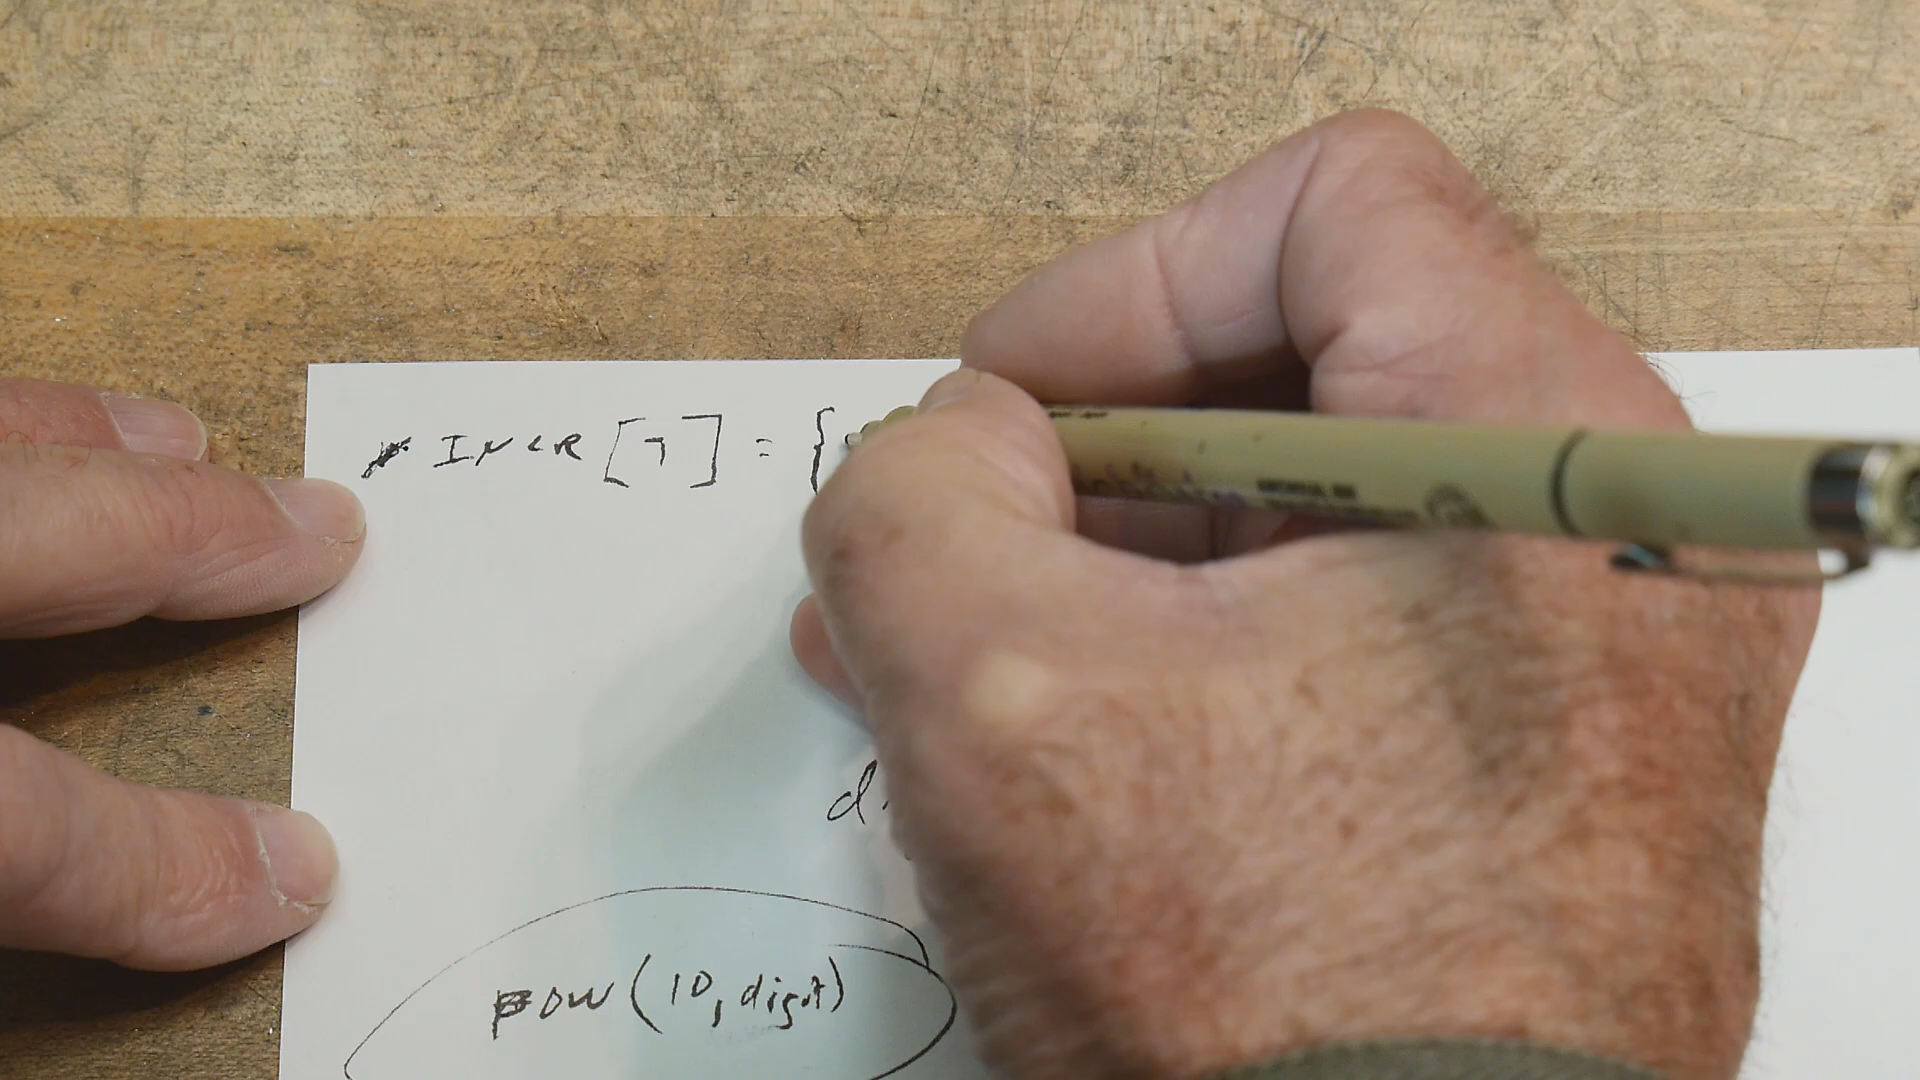 INCR [7] = {
d
POW (10, digit)